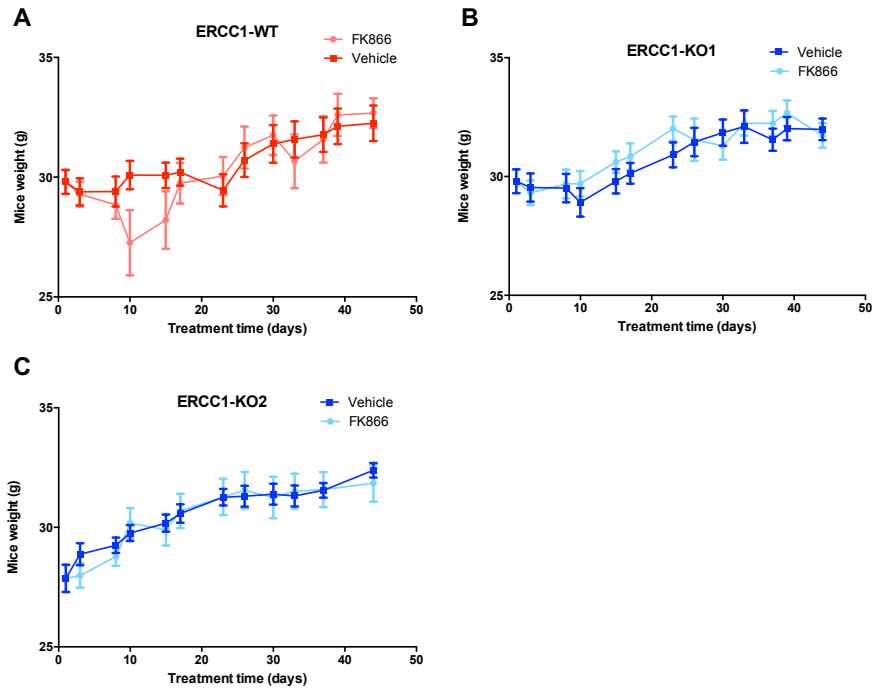 A
ERCC1-WT
FK866
Vehicle
35
30
25
Mice weight (g)
0 10 20 30 40 50
Treatment time (days)
B
ERCC1-KO1
Vehicle
FK866
35
30
25
Mice weight (g)
0 10 20 30 40 50
Treatment time (days)
C
ERCC1-KO2
Vehicle
FK866
35
30
25
Mice weight (g)
0 10 20 30 40 50
Treatment time (days)